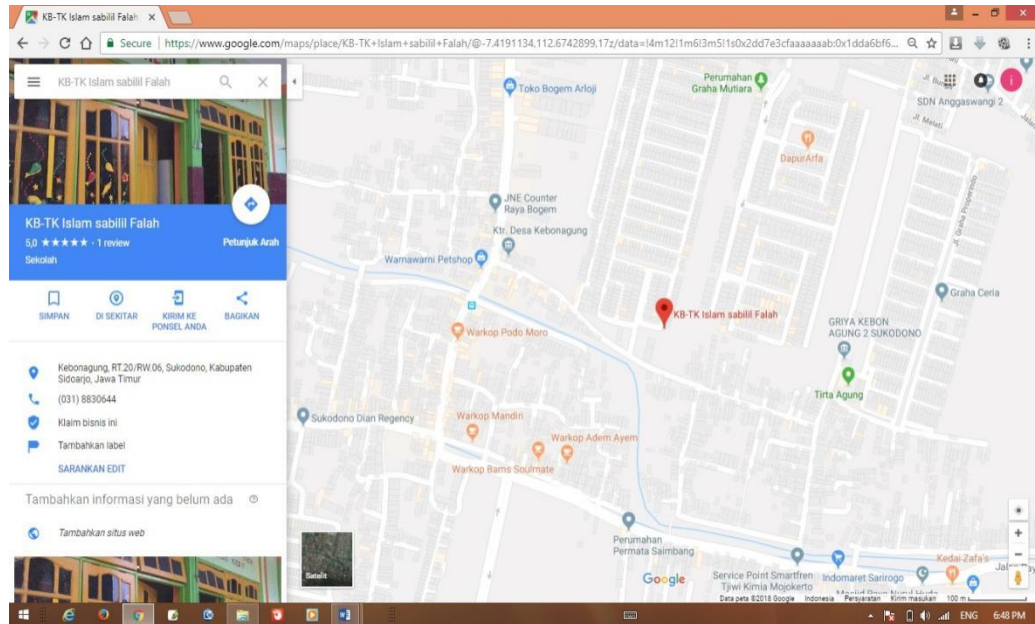 KB-TK Islam sabilil Falah
Secure
https://www.google.com/maps/place/KB-TK+Islam+sabilil+Falah/@-7.4191134,112.6742899,17z/data=!4m12!1m6!3m5!1s0x2dd7e3cfaaaaaaab:0x1dda6bf6...
KB-TK Islam sabilil Falah
KB-TK Islam sabilil Falah
5,0 ★★★★★ - 1 review
Petunjuk Arah
Sekolah
SIMPAN
DI SEKITAR
KIRIM KE
PONSEL ANDA
BAGIKAN
Kebonagung, RT.20/RW.06, Sukodono, Kabupaten
Sidoarjo, Jawa Timur
(031) 8830644
Klaim bisnis ini
Tambahkan label
SARANKAN EDIT
Tambahkan informasi yang belum ada
Tambahkan situs web
Toko Bogem Arloji
Perumahan
Graha Mutiara
SDN Anggaswangi 2
Jl. Melati
DapurArfa
JNE Counter
Raya Bogem
Ktr. Desa Kebonagung
Warnawarni Petshop
Jl. Graha Properindo
Graha Ceria
KB-TK Islam sabilil Falah
GRIYA KEBON
AGUNG 2 SUKODONO
Warkop Podo Moro
Tirta Agung
Sukodono Dian Regency
Warkop Mandiri
Warkop Adem Ayem
Warkop Bams Soulmate
Perumahan
Permata Saimbang
Kedai Zafa's
Satelit
Google
Service Point Smartfren
Tjiwi Kimia Mojokerto
Indomaret Sarirogo
Data peta ©2018 Google
Indonesia
Persyaratan
Kirim masukan
100 m
ENG
6:48 PM